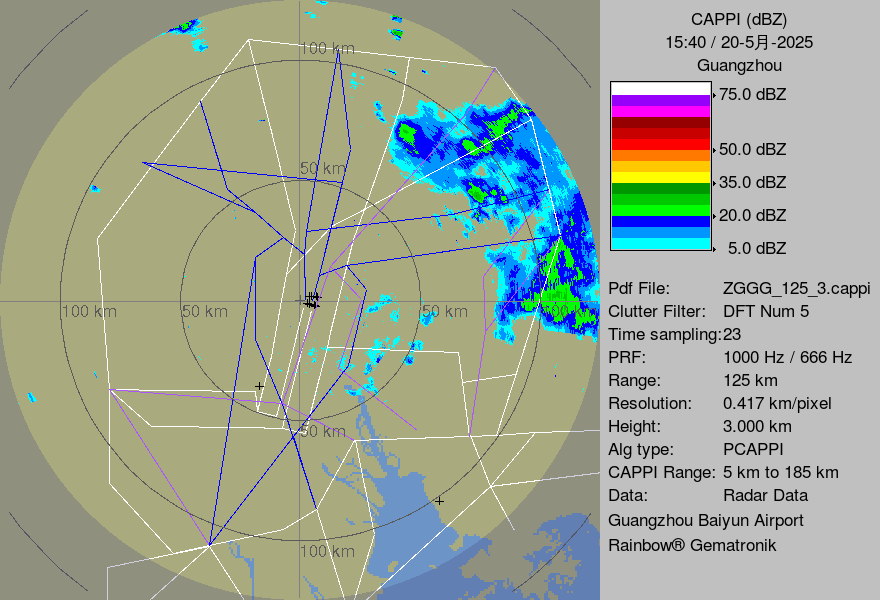 CAPPI (dBZ)
15:40 / 20-5月-2025
Guangzhou
75.0 dBZ
50.0 dBZ
35.0 dBZ
20.0 dBZ
5.0 dBZ
Pdf File: ZGGG_125_3.cappi
Clutter Filter: DFT Num 5
Time sampling:23
PRF: 1000 Hz / 666 Hz
Range: 125 km
Resolution: 0.417 km/pixel
Height: 3.000 km
Alg type: PCAPPI
CAPPI Range: 5 km to 185 km
Data: Radar Data
Guangzhou Baiyun Airport
Rainbow® Gematronik
100 km
50 km
100 km
50 km
50 km
100
50 km
100 km